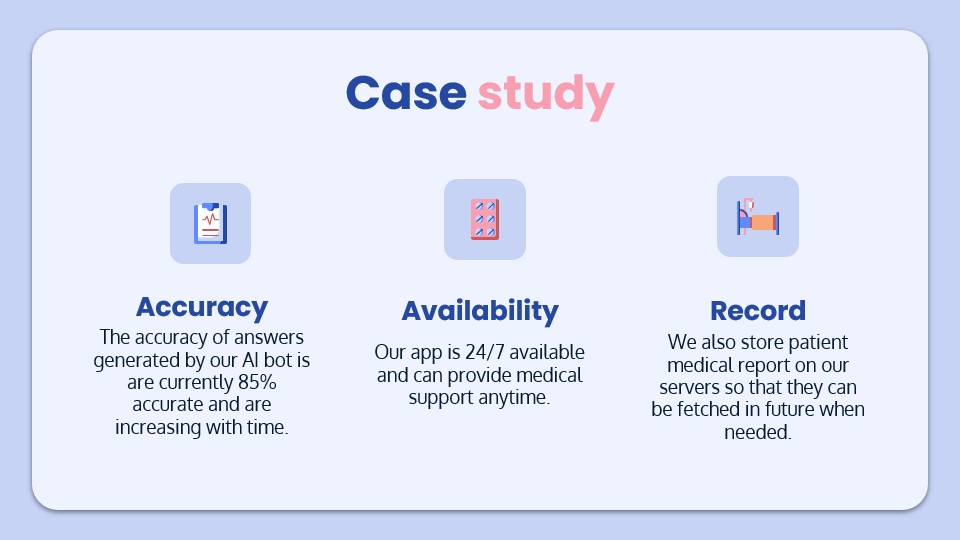 Case study
Accuracy
The accuracy of answers
generated by our AI bot is
are currently 85%
accurate and are
increasing with time.
Availability
Our app is 24/7 available
and can provide medical
support anytime.
Record
We also store patient
medical report on our
servers so that they can
be fetched in future when
needed.